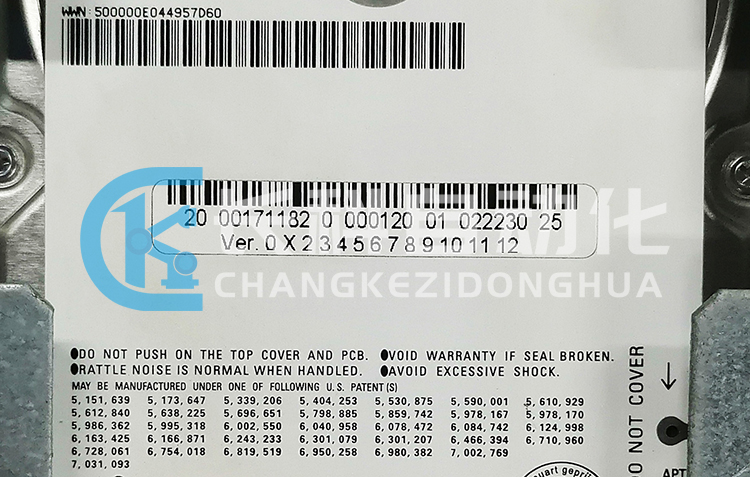 WWN: 500000E044957D60
20 00171182 0 000120 01 022230 25
Ver. 0 X 2 3 4 5 6 7 8 9 10 11 12
CHANGKEZIDONGHUA
●DO NOT PUSH ON THE TOP COVER AND PCB. ●VOID WARRANTY IF SEAL BROKEN.
●RATTLE NOISE IS NORMAL WHEN HANDLED. ●AVOID EXCESSIVE SHOCK.
MAY BE MANUFACTURED UNDER ONE OF FOLLOWING U.S. PATENT(S)
5,151,639 5,173,647 5,339,206 5,404,253 5,530,875 5,590,001 5,610,929
5,612,840 5,638,225 5,696,651 5,798,885 5,859,742 5,978,167 5,978,170
5,986,362 5,995,318 6,002,550 6,040,958 6,078,472 6,084,742 6,124,998
6,163,425 6,166,871 6,243,233 6,301,079 6,301,207 6,466,394 6,710,960
6,728,061 6,754,018 6,819,519 6,950,258 6,980,382 7,002,769
7,031,093
DO NOT COVER
APT
uart geprüf